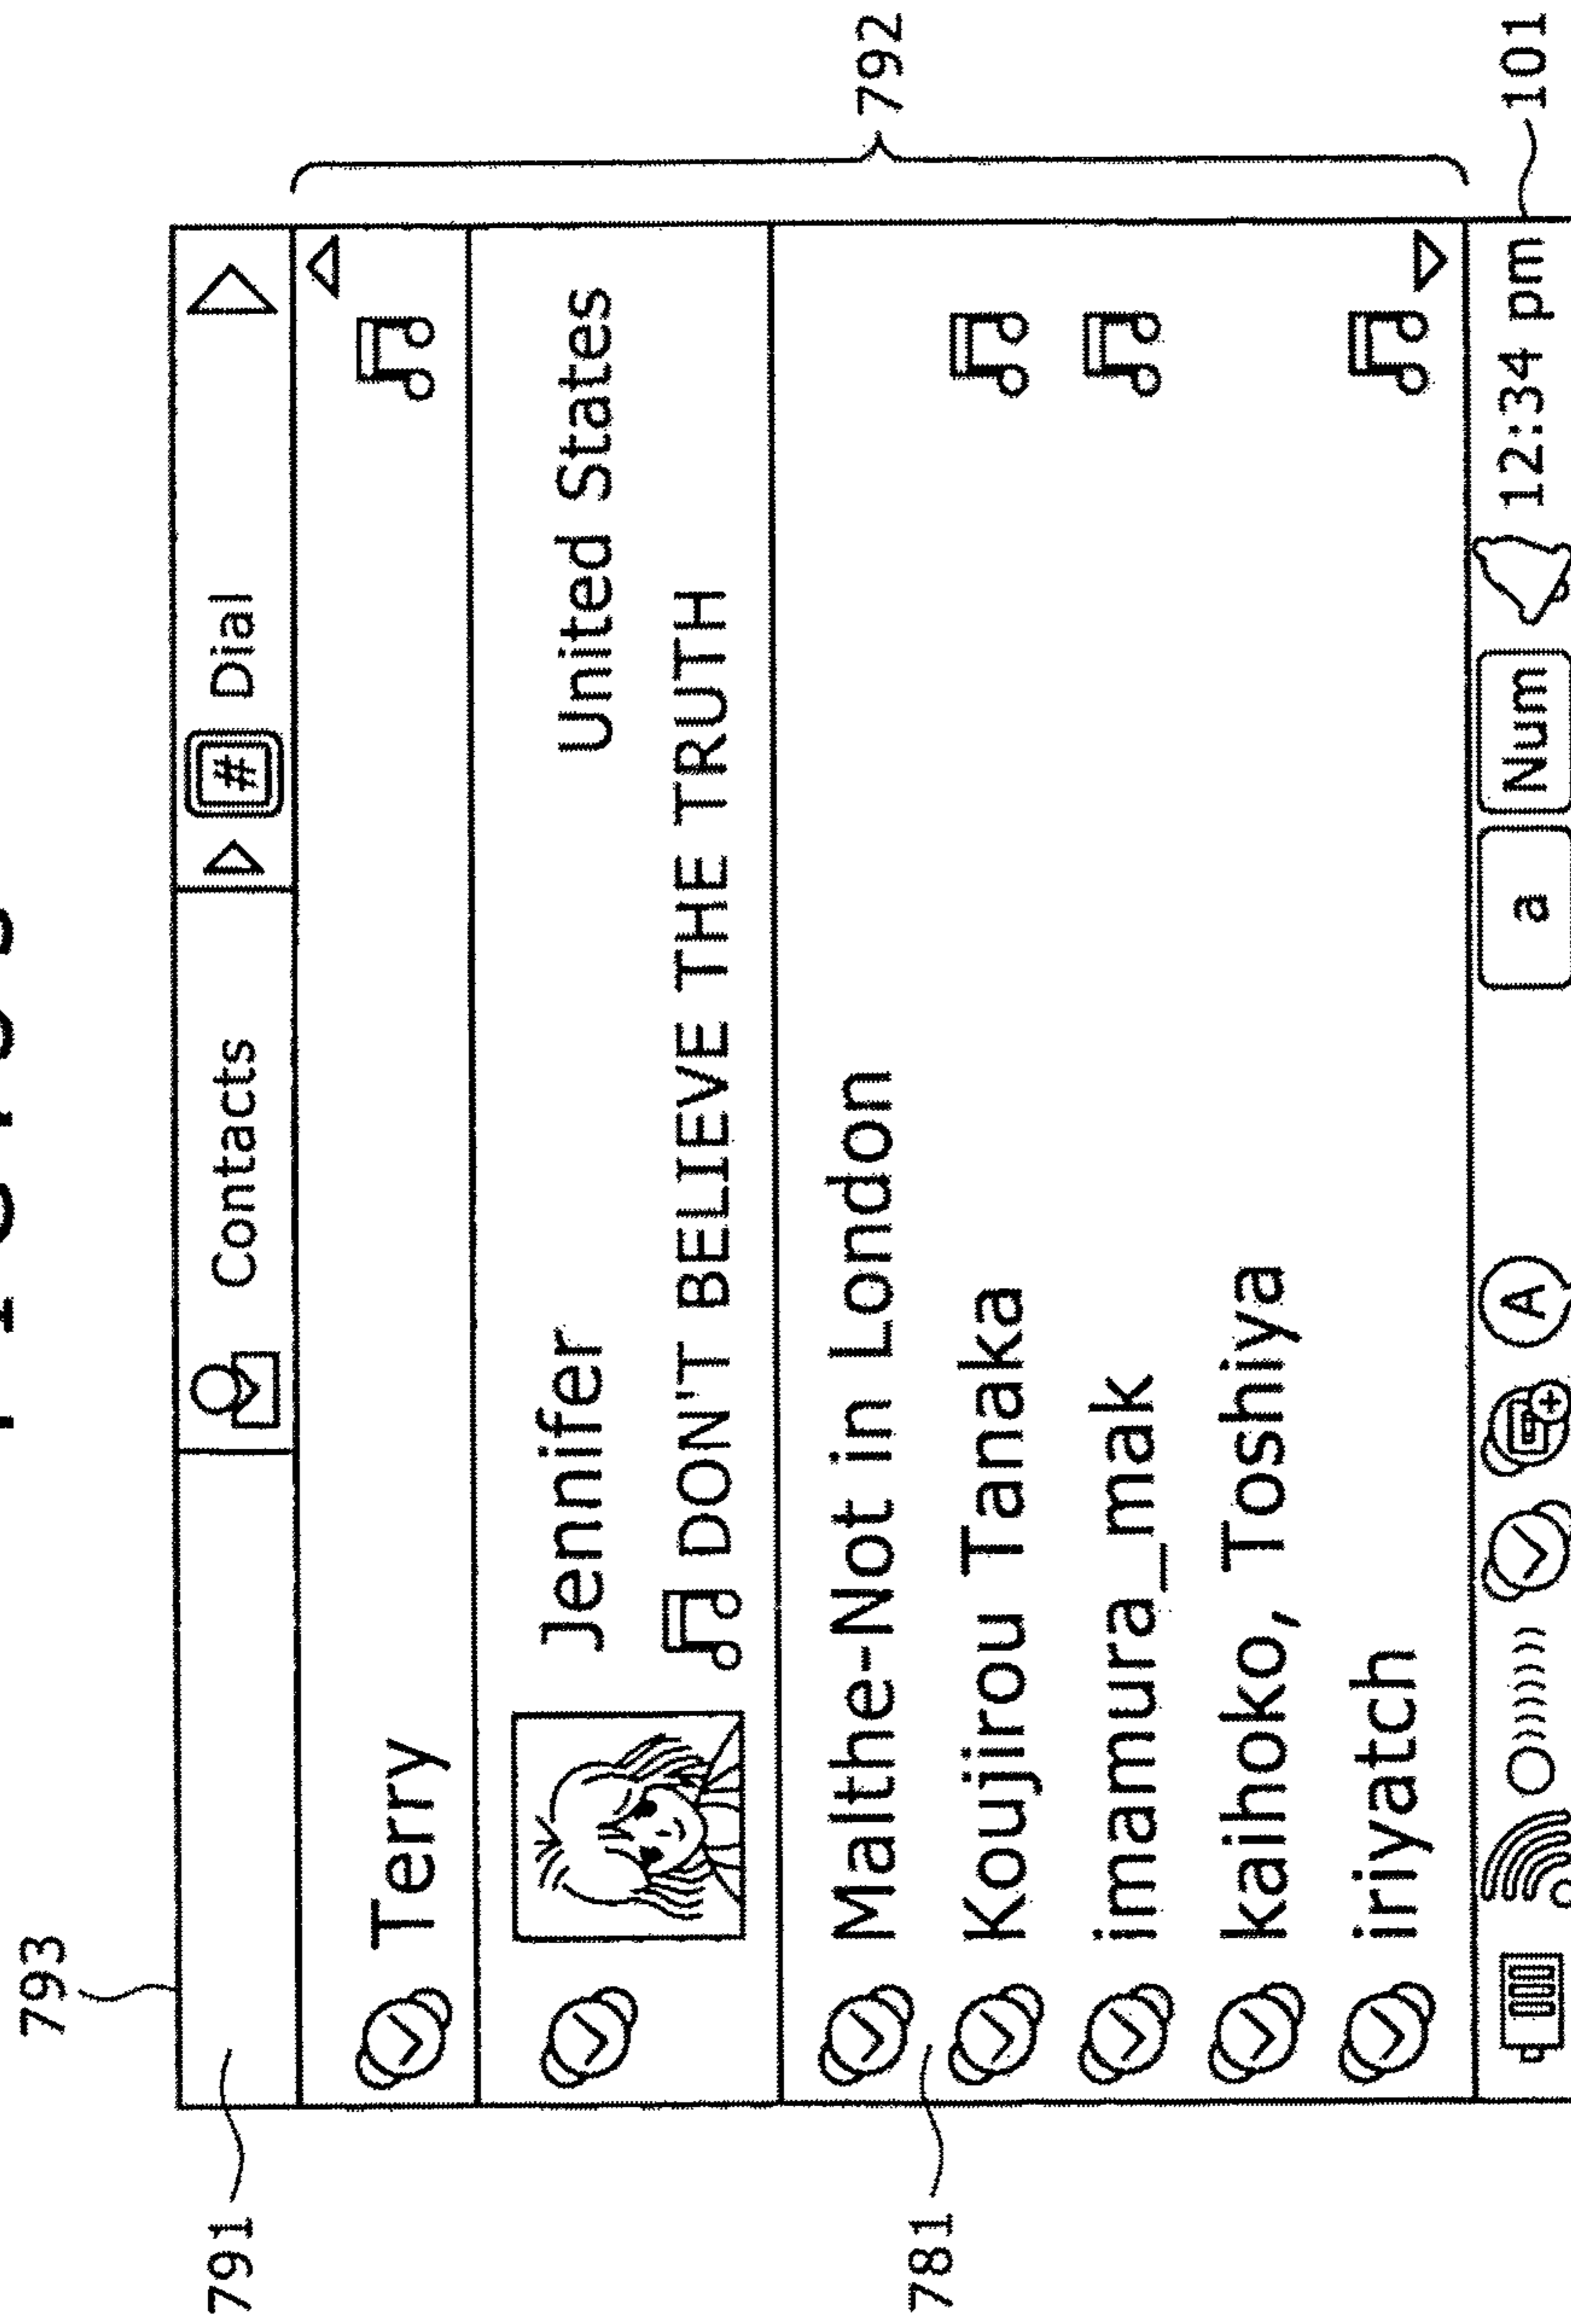 793
791
Contacts
# Dial
792
Terry
Jennifer
United States
DON'T BELIEVE THE TRUTH
781
Malthe-Not in London
Koujirou Tanaka
imamura_mak
kaihoko, Toshiya
iriyatch
A
a
Num
12:34 pm
101